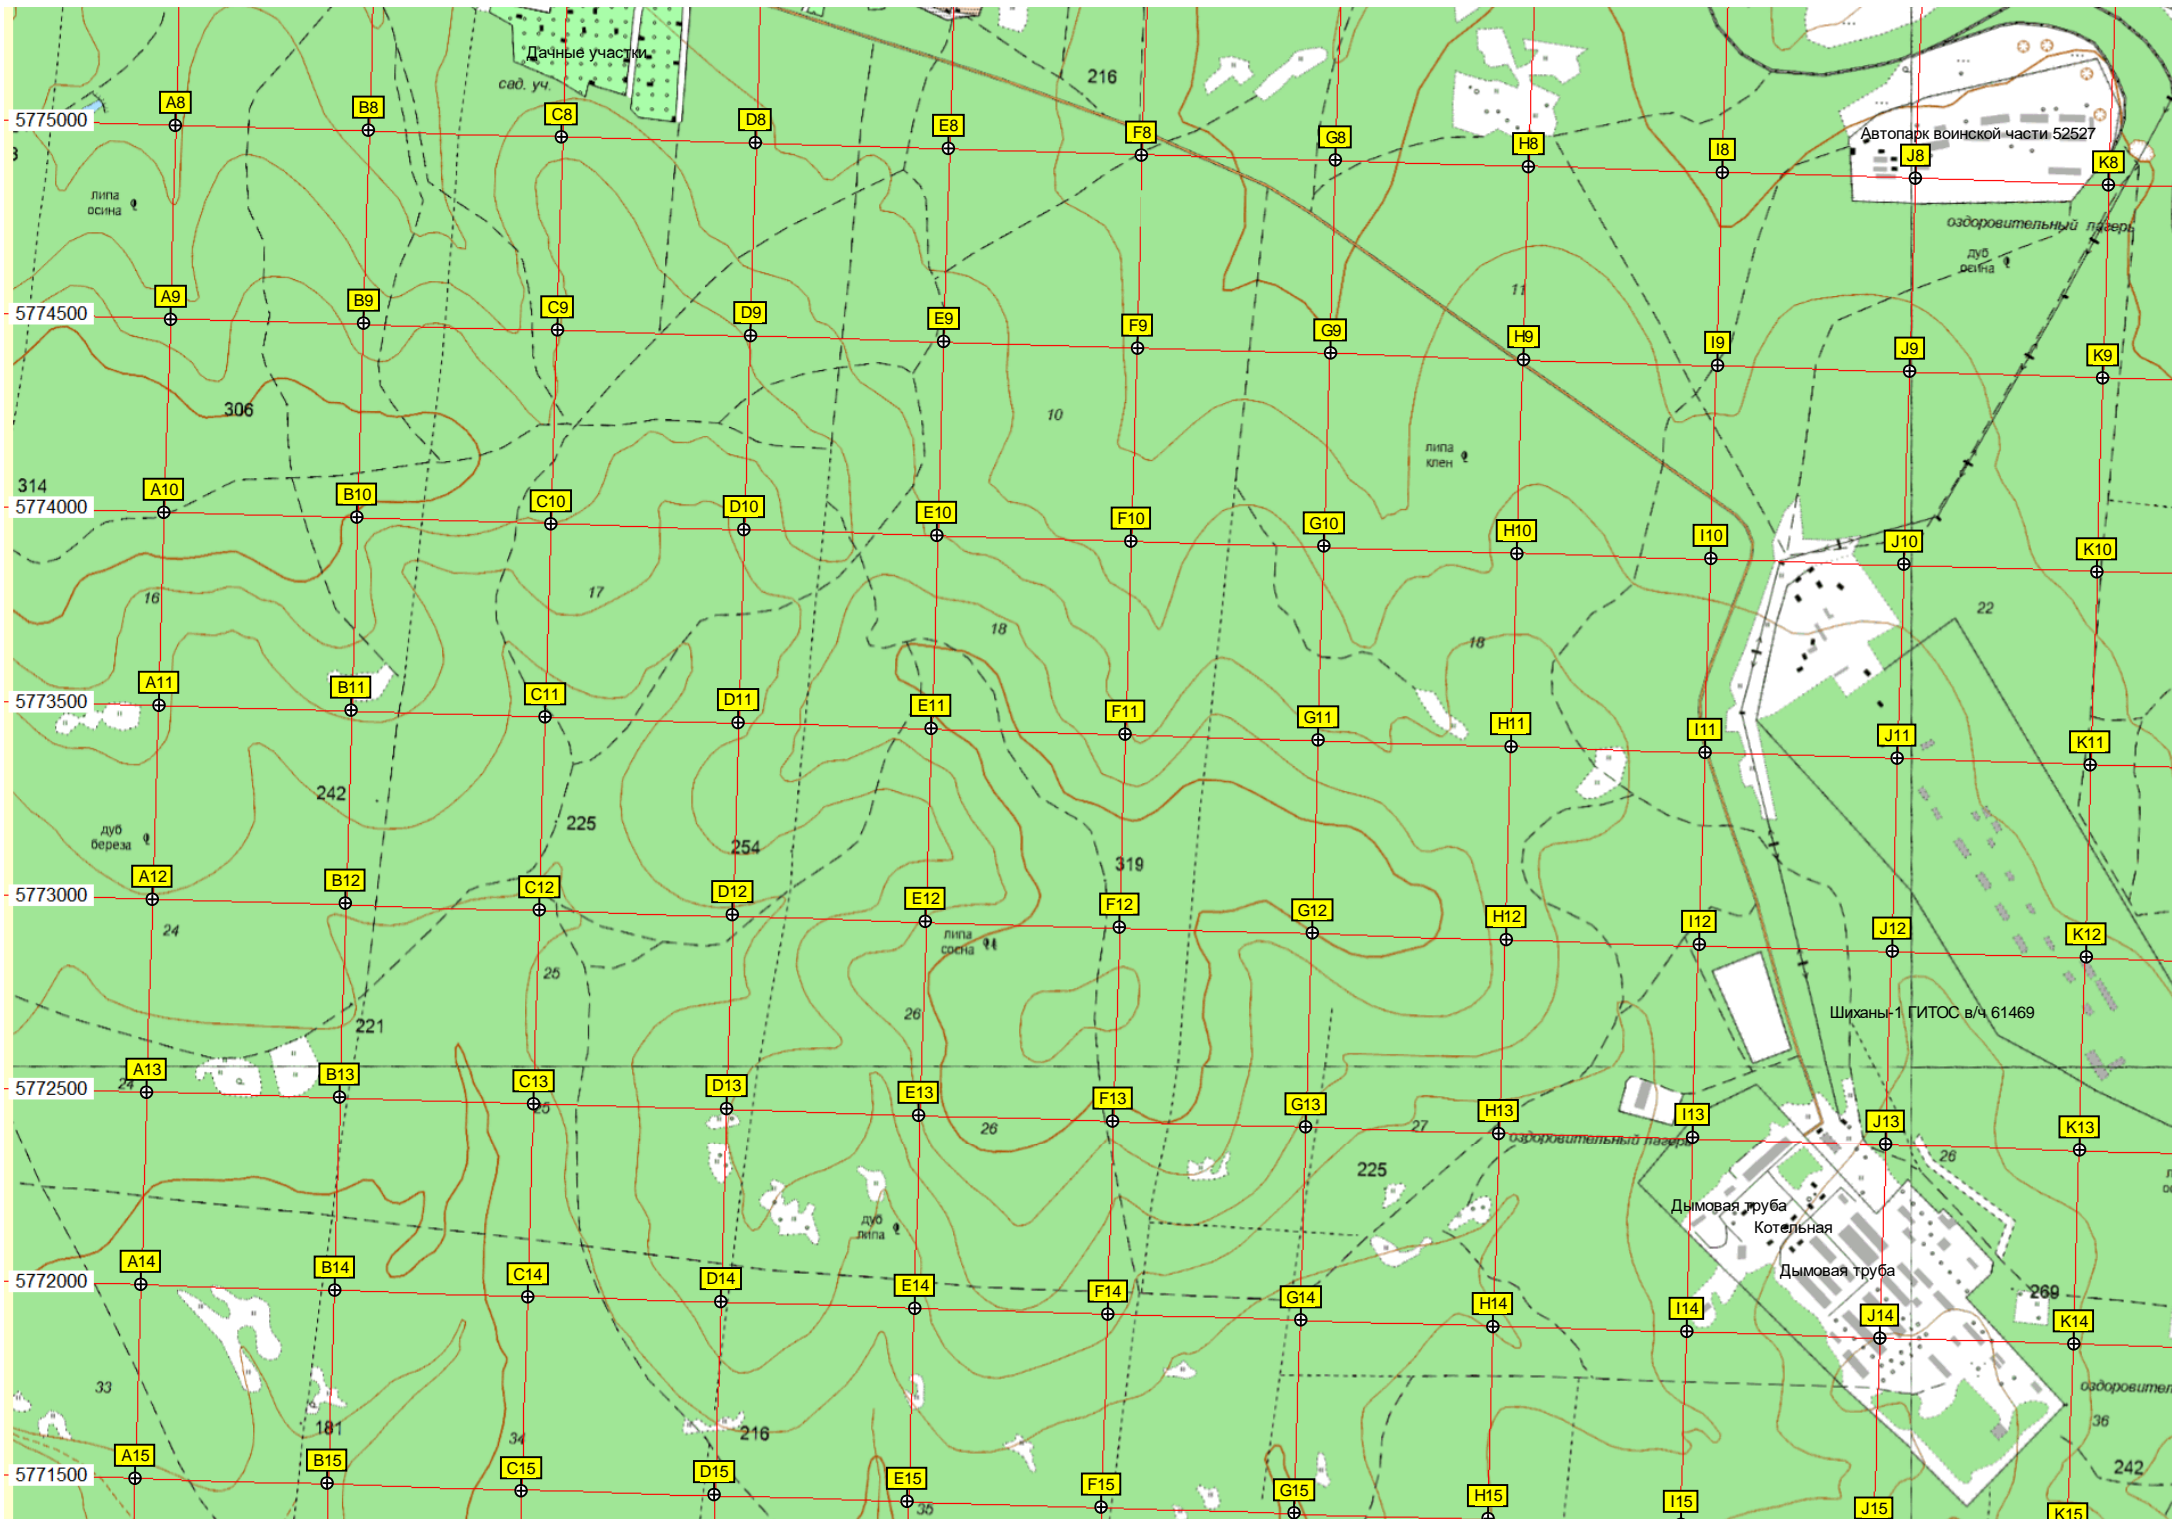 Дачные участки
сад. уч.
216
A8
B8
C8
D8
E8
F8
G8
H8
I8
J8
K8
5775000
Автопарк воинской части 52527
3
липа
осина
оздоровительный лагерь
дуб
осина
11
A9
B9
C9
D9
E9
F9
G9
H9
I9
J9
K9
5774500
306
10
липа
клен
314
A10
B10
C10
D10
E10
F10
G10
H10
I10
J10
K10
5774000
16
17
18
18
22
A11
B11
C11
D11
E11
F11
G11
H11
I11
J11
K11
5773500
242
225
254
319
дуб
береза
A12
B12
C12
D12
E12
F12
G12
H12
I12
J12
K12
5773000
24
липа
сосна
25
26
221
Шиханы-1 ГИТОС в/ч 61469
A13
B13
C13
D13
E13
F13
G13
H13
I13
J13
K13
5772500
24
25
26
27
оздоровительный лагерь
26
225
дуб
липа
Дымовая труба
Котельная
Дымовая труба
269
A14
B14
C14
D14
E14
F14
G14
H14
I14
J14
K14
5772000
33
181
34
216
оздоровител
36
242
A15
B15
C15
D15
E15
F15
G15
H15
I15
J15
K15
5771500
35